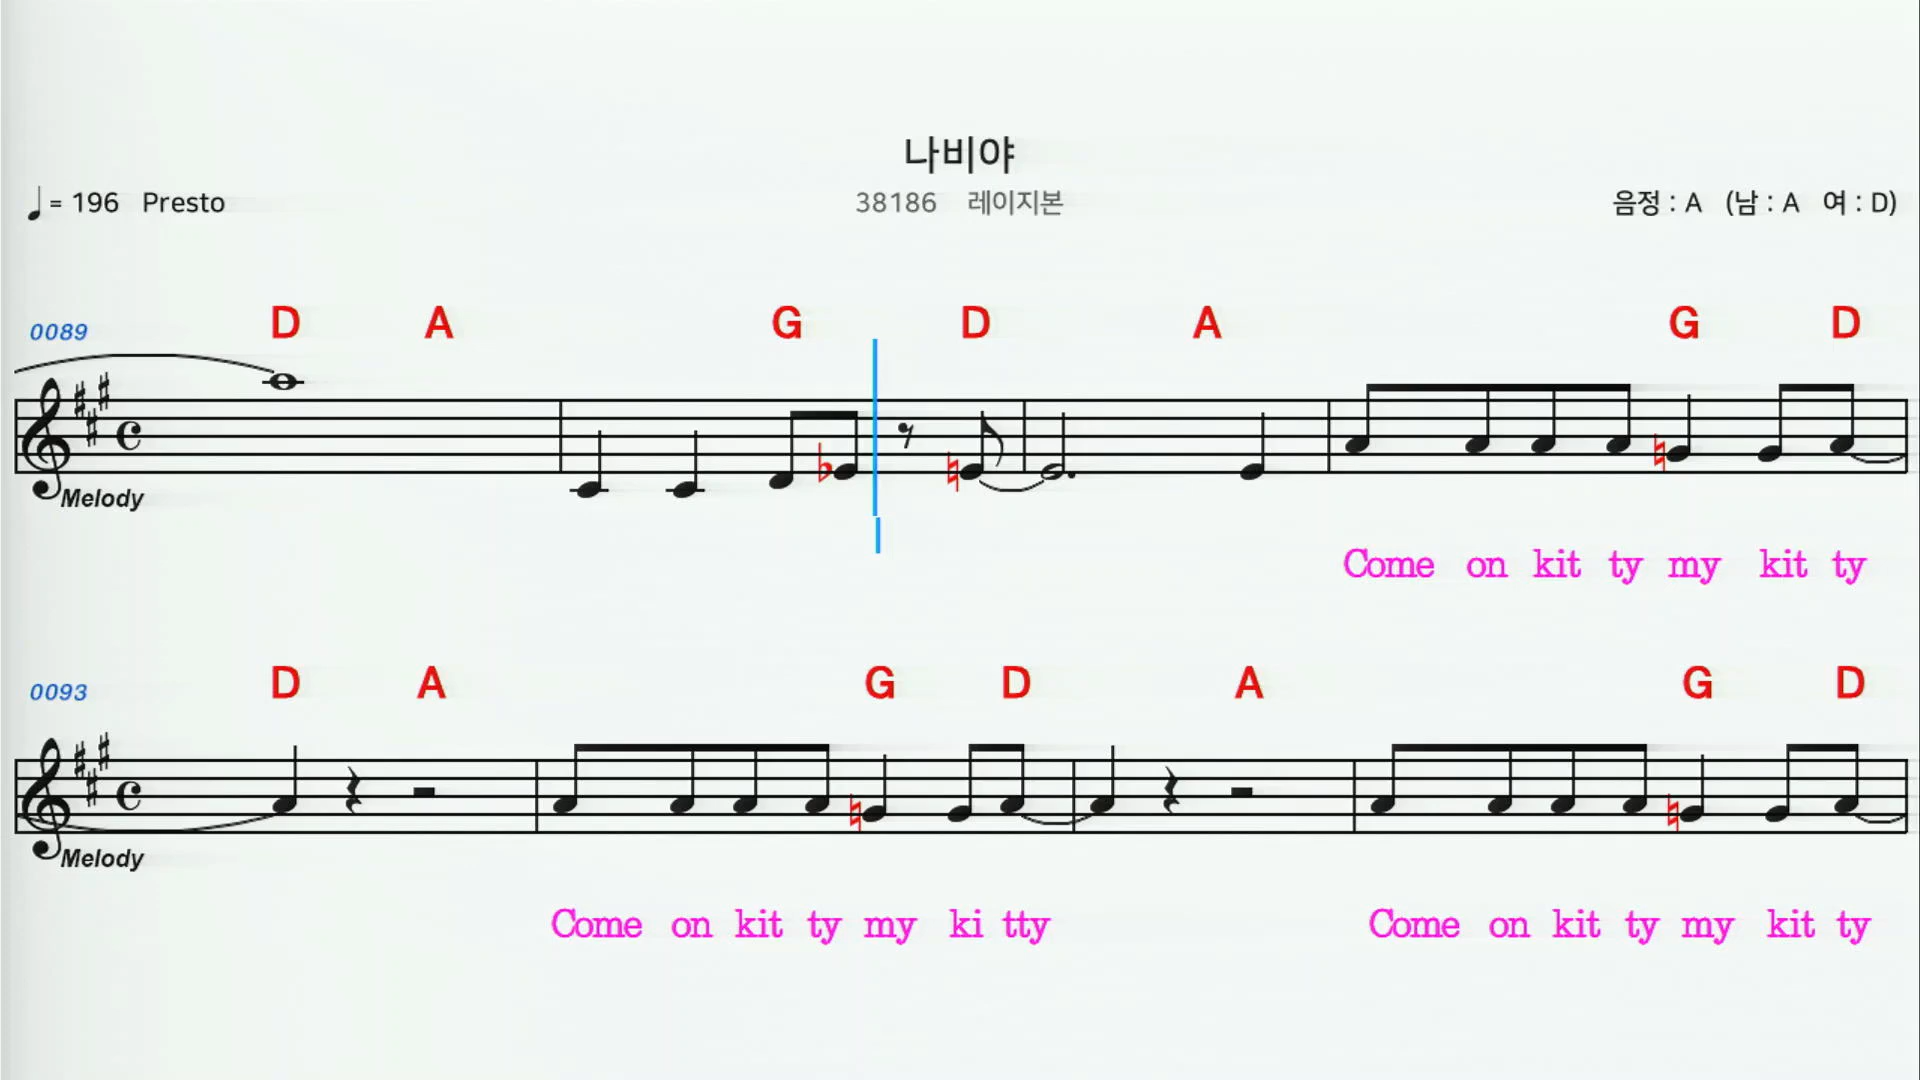 나비야
♩= 196 Presto
38186 레이지본
음정 : A (남 : A 여 : D)
0089 D A G D A G D
Melody
Come on kit ty my kit ty
0093 D A G D A G D
Melody
Come on kit ty my ki tty Come on kit ty my kit ty